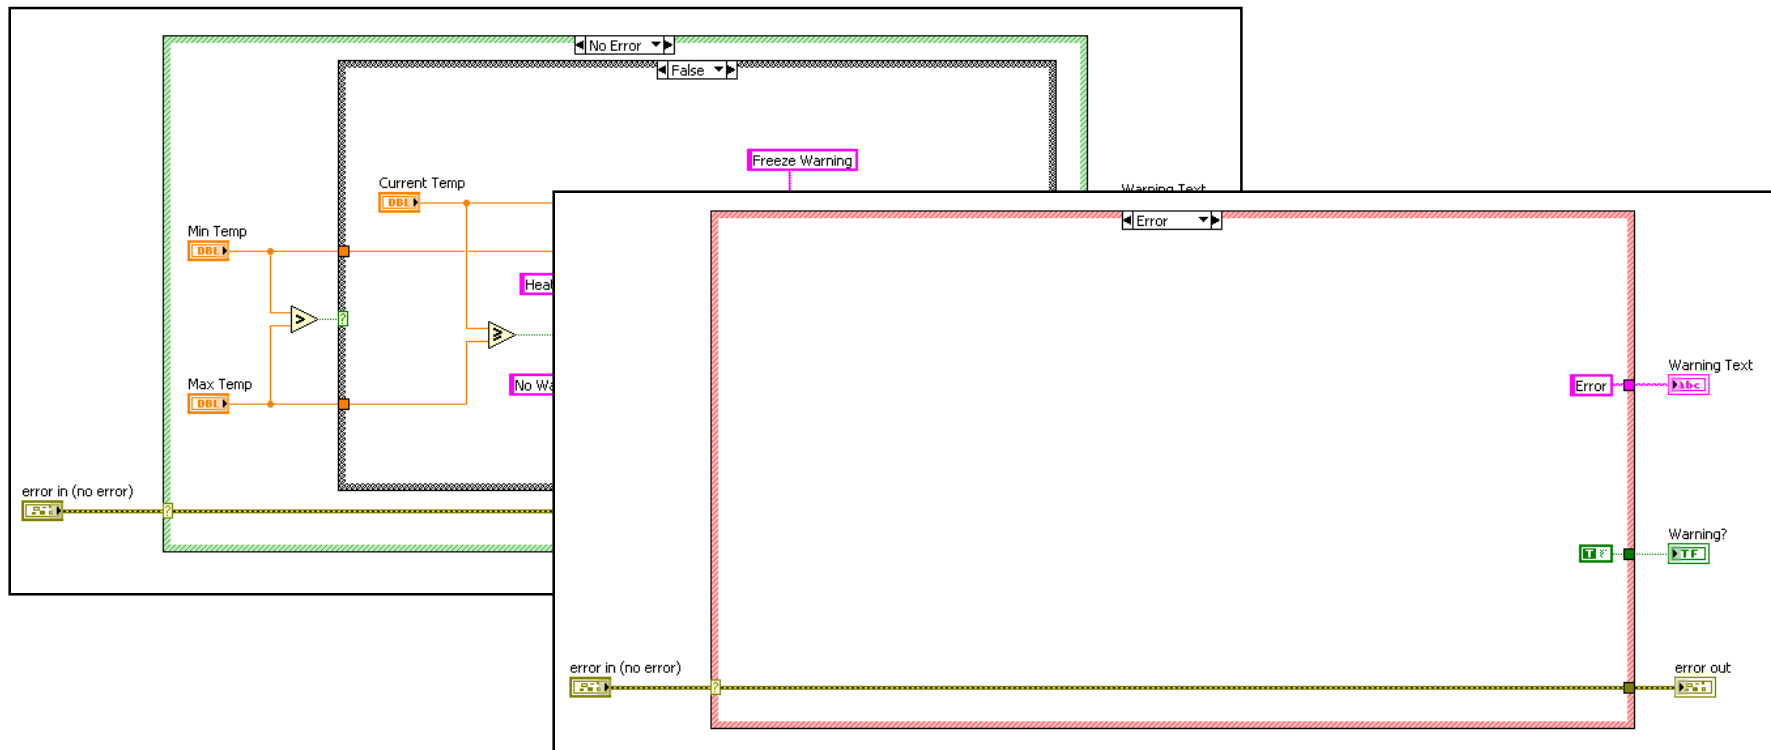 No Error
False
Freeze Warning
Current Temp
DBL
Min Temp
DBL
>
?
≥
Max Temp
DBL
error in (no error)
?
Error
Warning Text
Error
abc
Warning?
T
TF
error in (no error)
?
error out